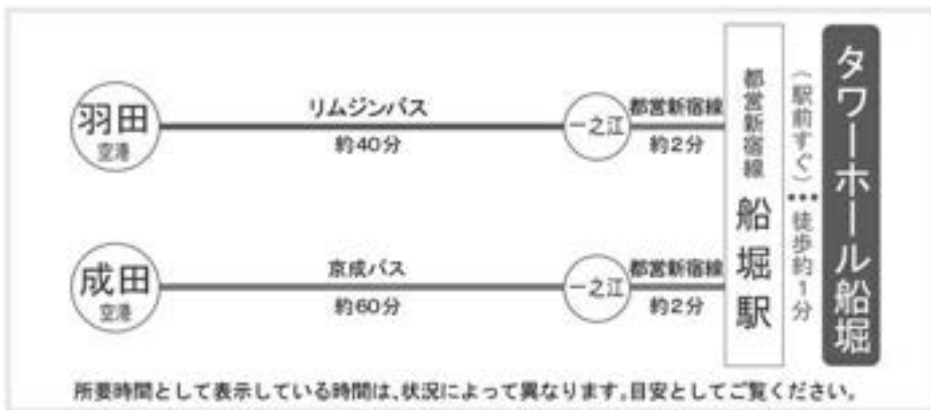 羽田
空港
リムジンバス
約40分
一之江
都営新宿線
約2分
成田
空港
京成バス
約60分
一之江
都営新宿線
約2分
都営新宿線
船堀駅
(駅前すぐ)•••徒歩約1分
タワーホール船堀
所要時間として表示している時間は、状況によって異なります。目安としてご覧ください。